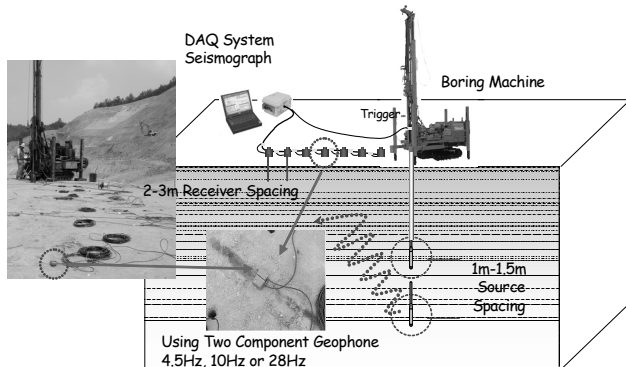 DAQ System
Seismograph
Boring Machine
Trigger
2-3m Receiver Spacing
1m-1.5m
Source
Spacing
Using Two Component Geophone
4.5Hz, 10Hz or 28Hz